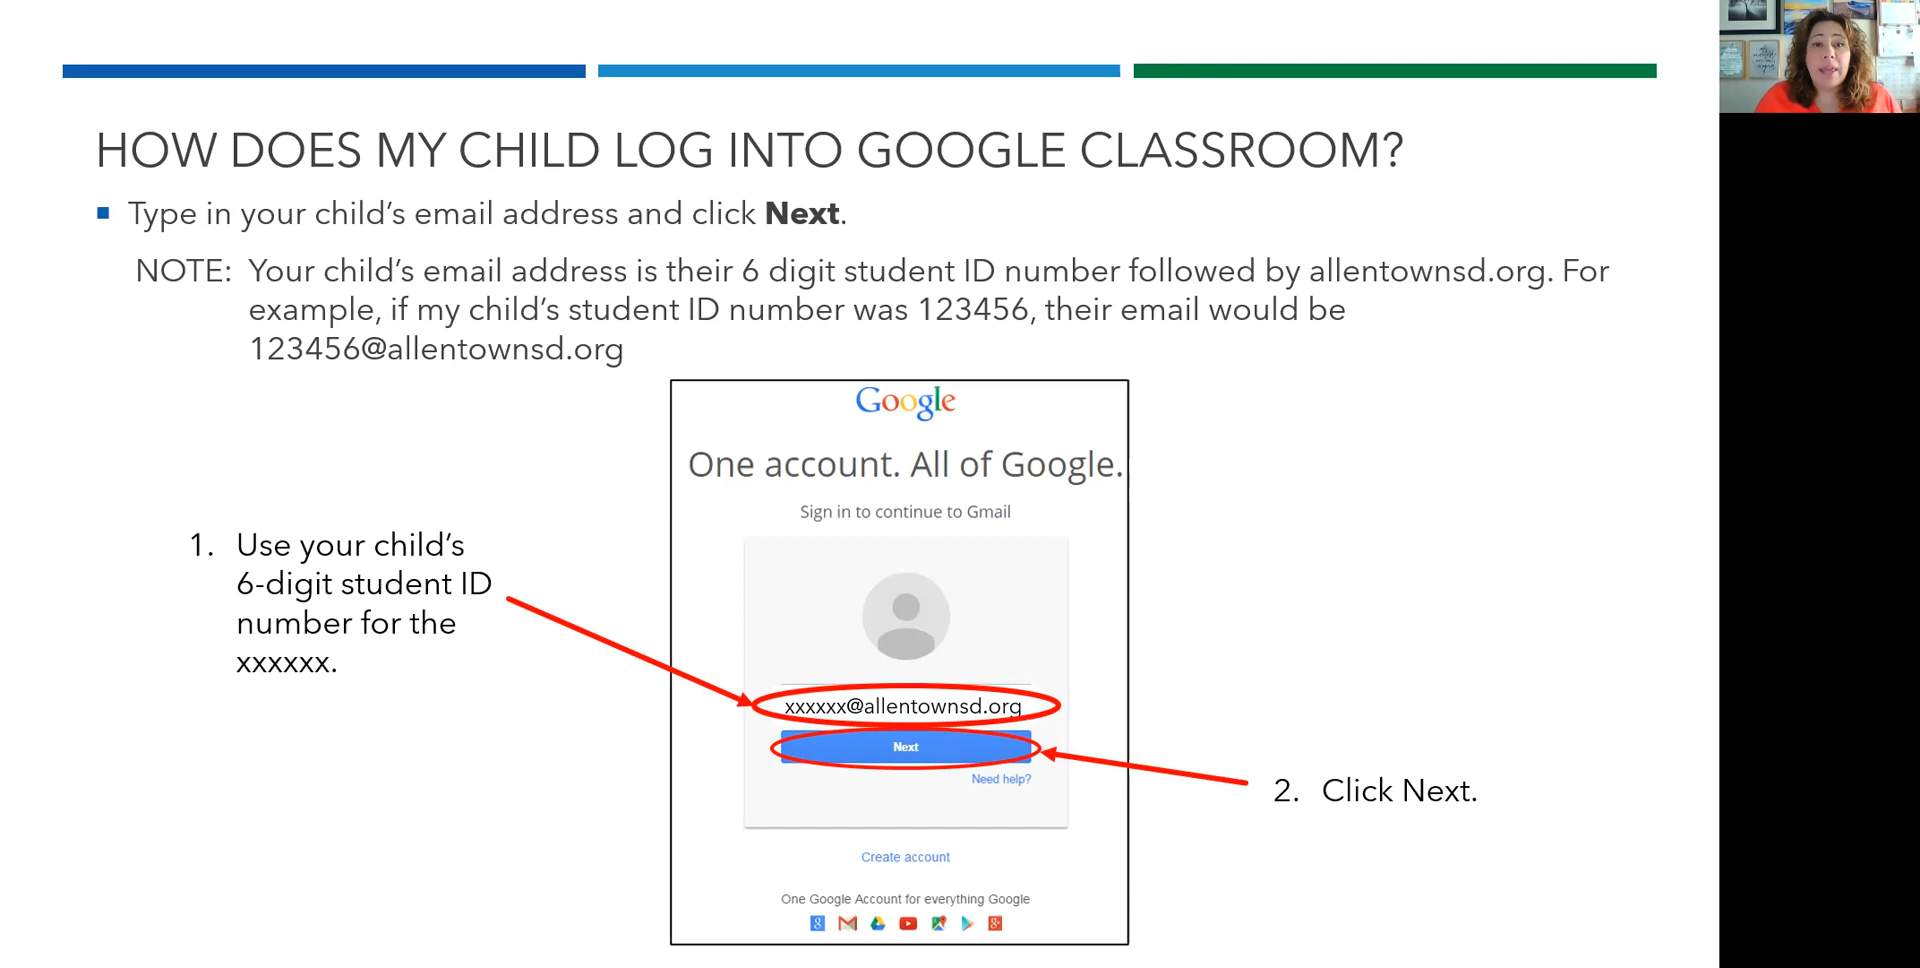 HOW DOES MY CHILD LOG INTO GOOGLE CLASSROOM?
Type in your child's email address and click Next.
NOTE: Your child's email address is their 6 digit student ID number followed by allentownsd.org. For
example, if my child's student ID number was 123456, their email would be
123456@allentownsd.org
Google
One account. All of Google.
Sign in to continue to Gmail
1. Use your child's
6-digit student ID
number for the
xxxxxx.
xxxxxx@allentownsd.org
Next
Need help?
2. Click Next.
Create account
One Google Account for everything Google